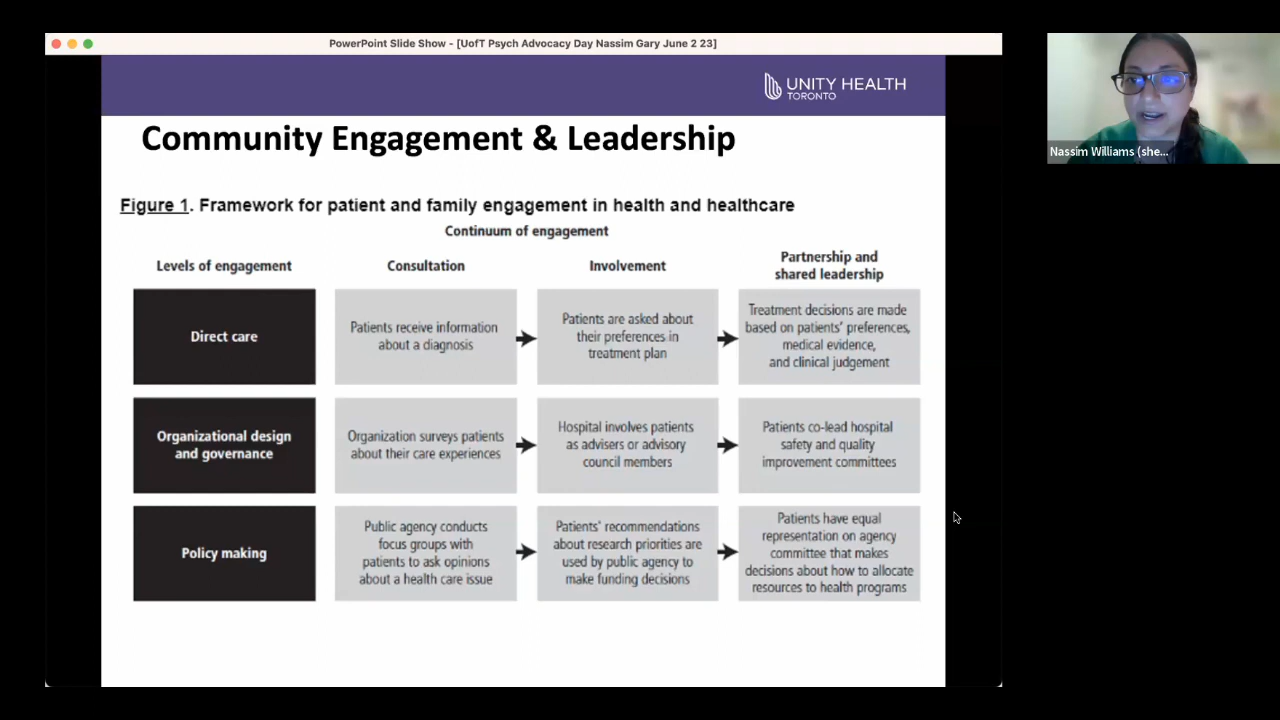 PowerPoint Slide Show - [UofT Psych Advocacy Day Nassim Gary June 2 23]
UNITY HEALTH
TORONTO
Nassim Williams (she...
Community Engagement & Leadership
Figure 1. Framework for patient and family engagement in health and healthcare
Continuum of engagement
Levels of engagement
Consultation
Involvement
Partnership and
shared leadership
Direct care
Patients receive information
about a diagnosis
Patients are asked about
their preferences in
treatment plan
Treatment decisions are made
based on patients' preferences,
medical evidence,
and clinical judgement
Organizational design
and governance
Organization surveys patients
about their care experiences
Hospital involves patients
as advisers or advisory
council members
Patients co-lead hospital
safety and quality
improvement committees
Policy making
Public agency conducts
focus groups with
patients to ask opinions
about a health care issue
Patients' recommendations
about research priorities are
used by public agency to
make funding decisions
Patients have equal
representation on agency
committee that makes
decisions about how to allocate
resources to health programs